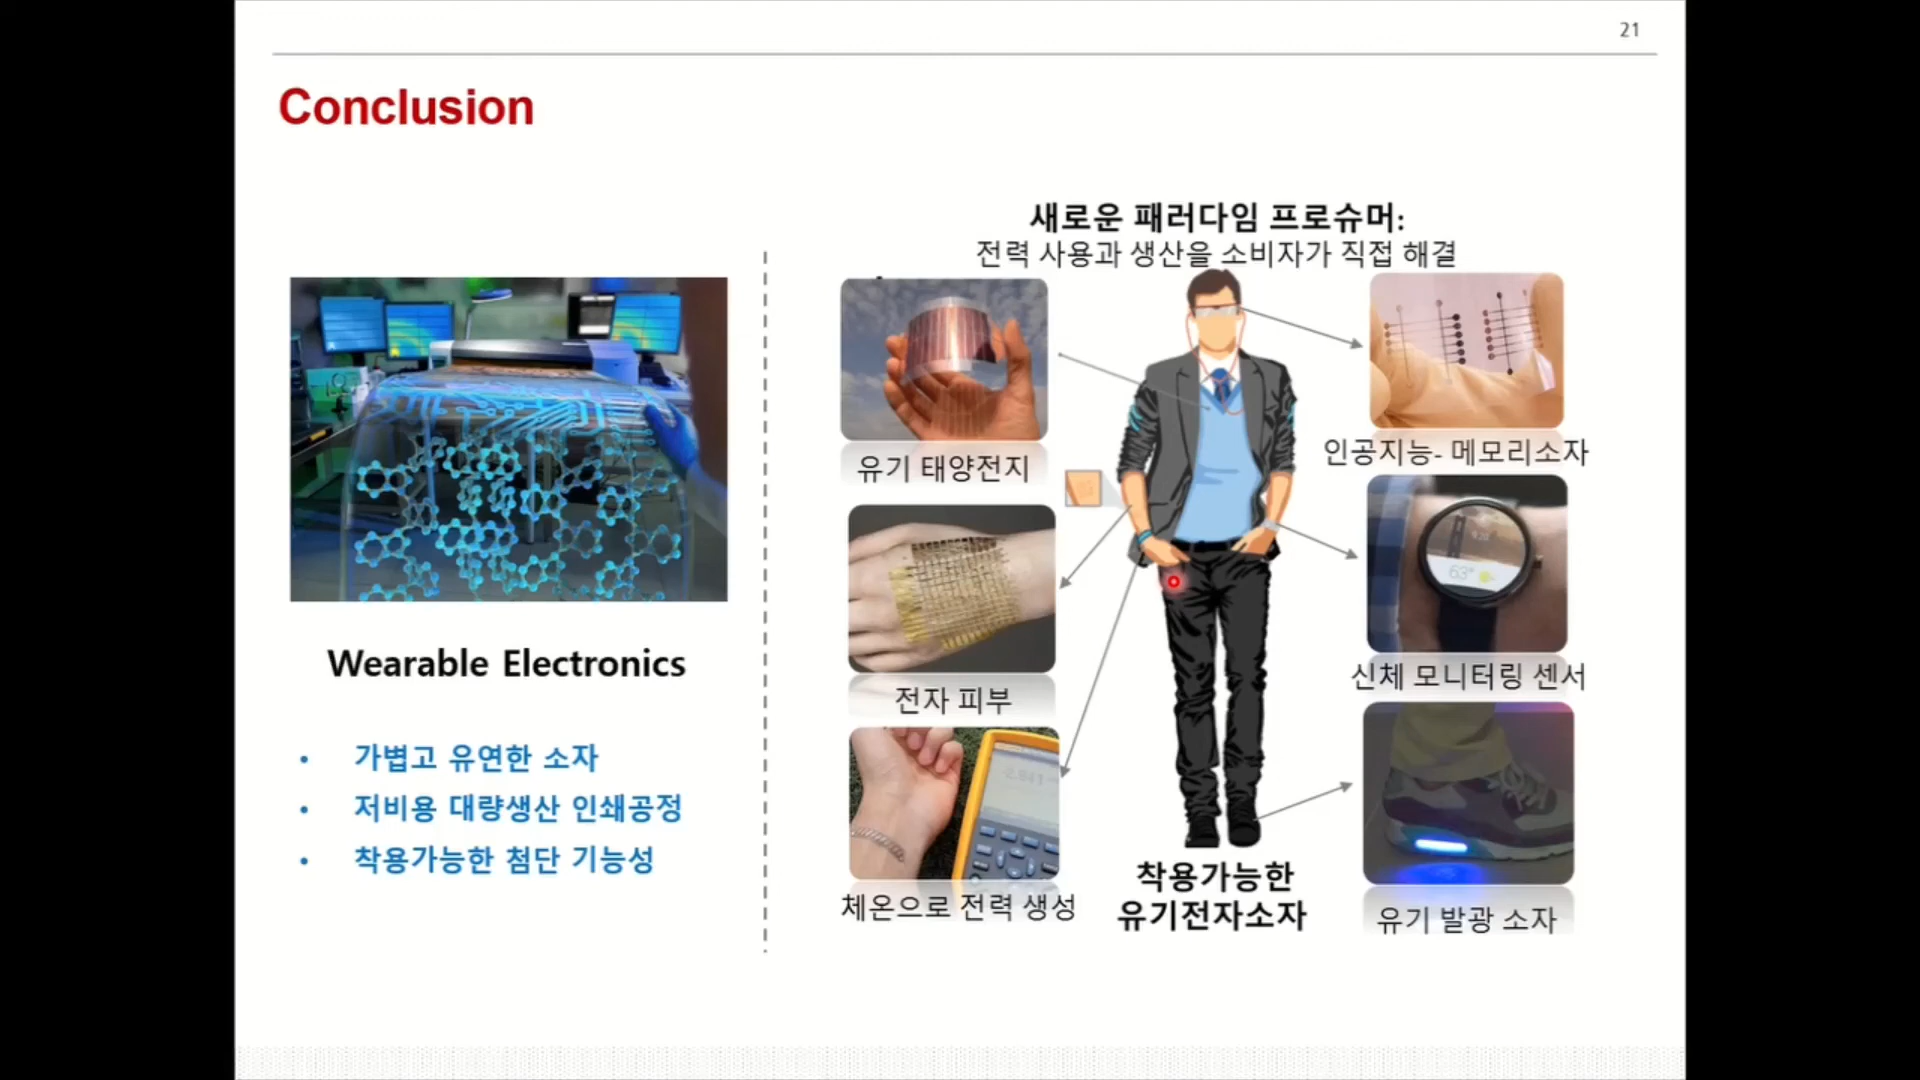 21
Conclusion
Wearable Electronics
• 가볍고 유연한 소자
• 저비용 대량생산 인쇄공정
• 착용가능한 첨단 기능성
새로운 패러다임 프로슈머:
전력 사용과 생산을 소비자가 직접 해결
유기 태양전지
전자 피부
체온으로 전력 생성
인공지능- 메모리소자
63°
신체 모니터링 센서
유기 발광 소자
착용가능한
유기전자소자